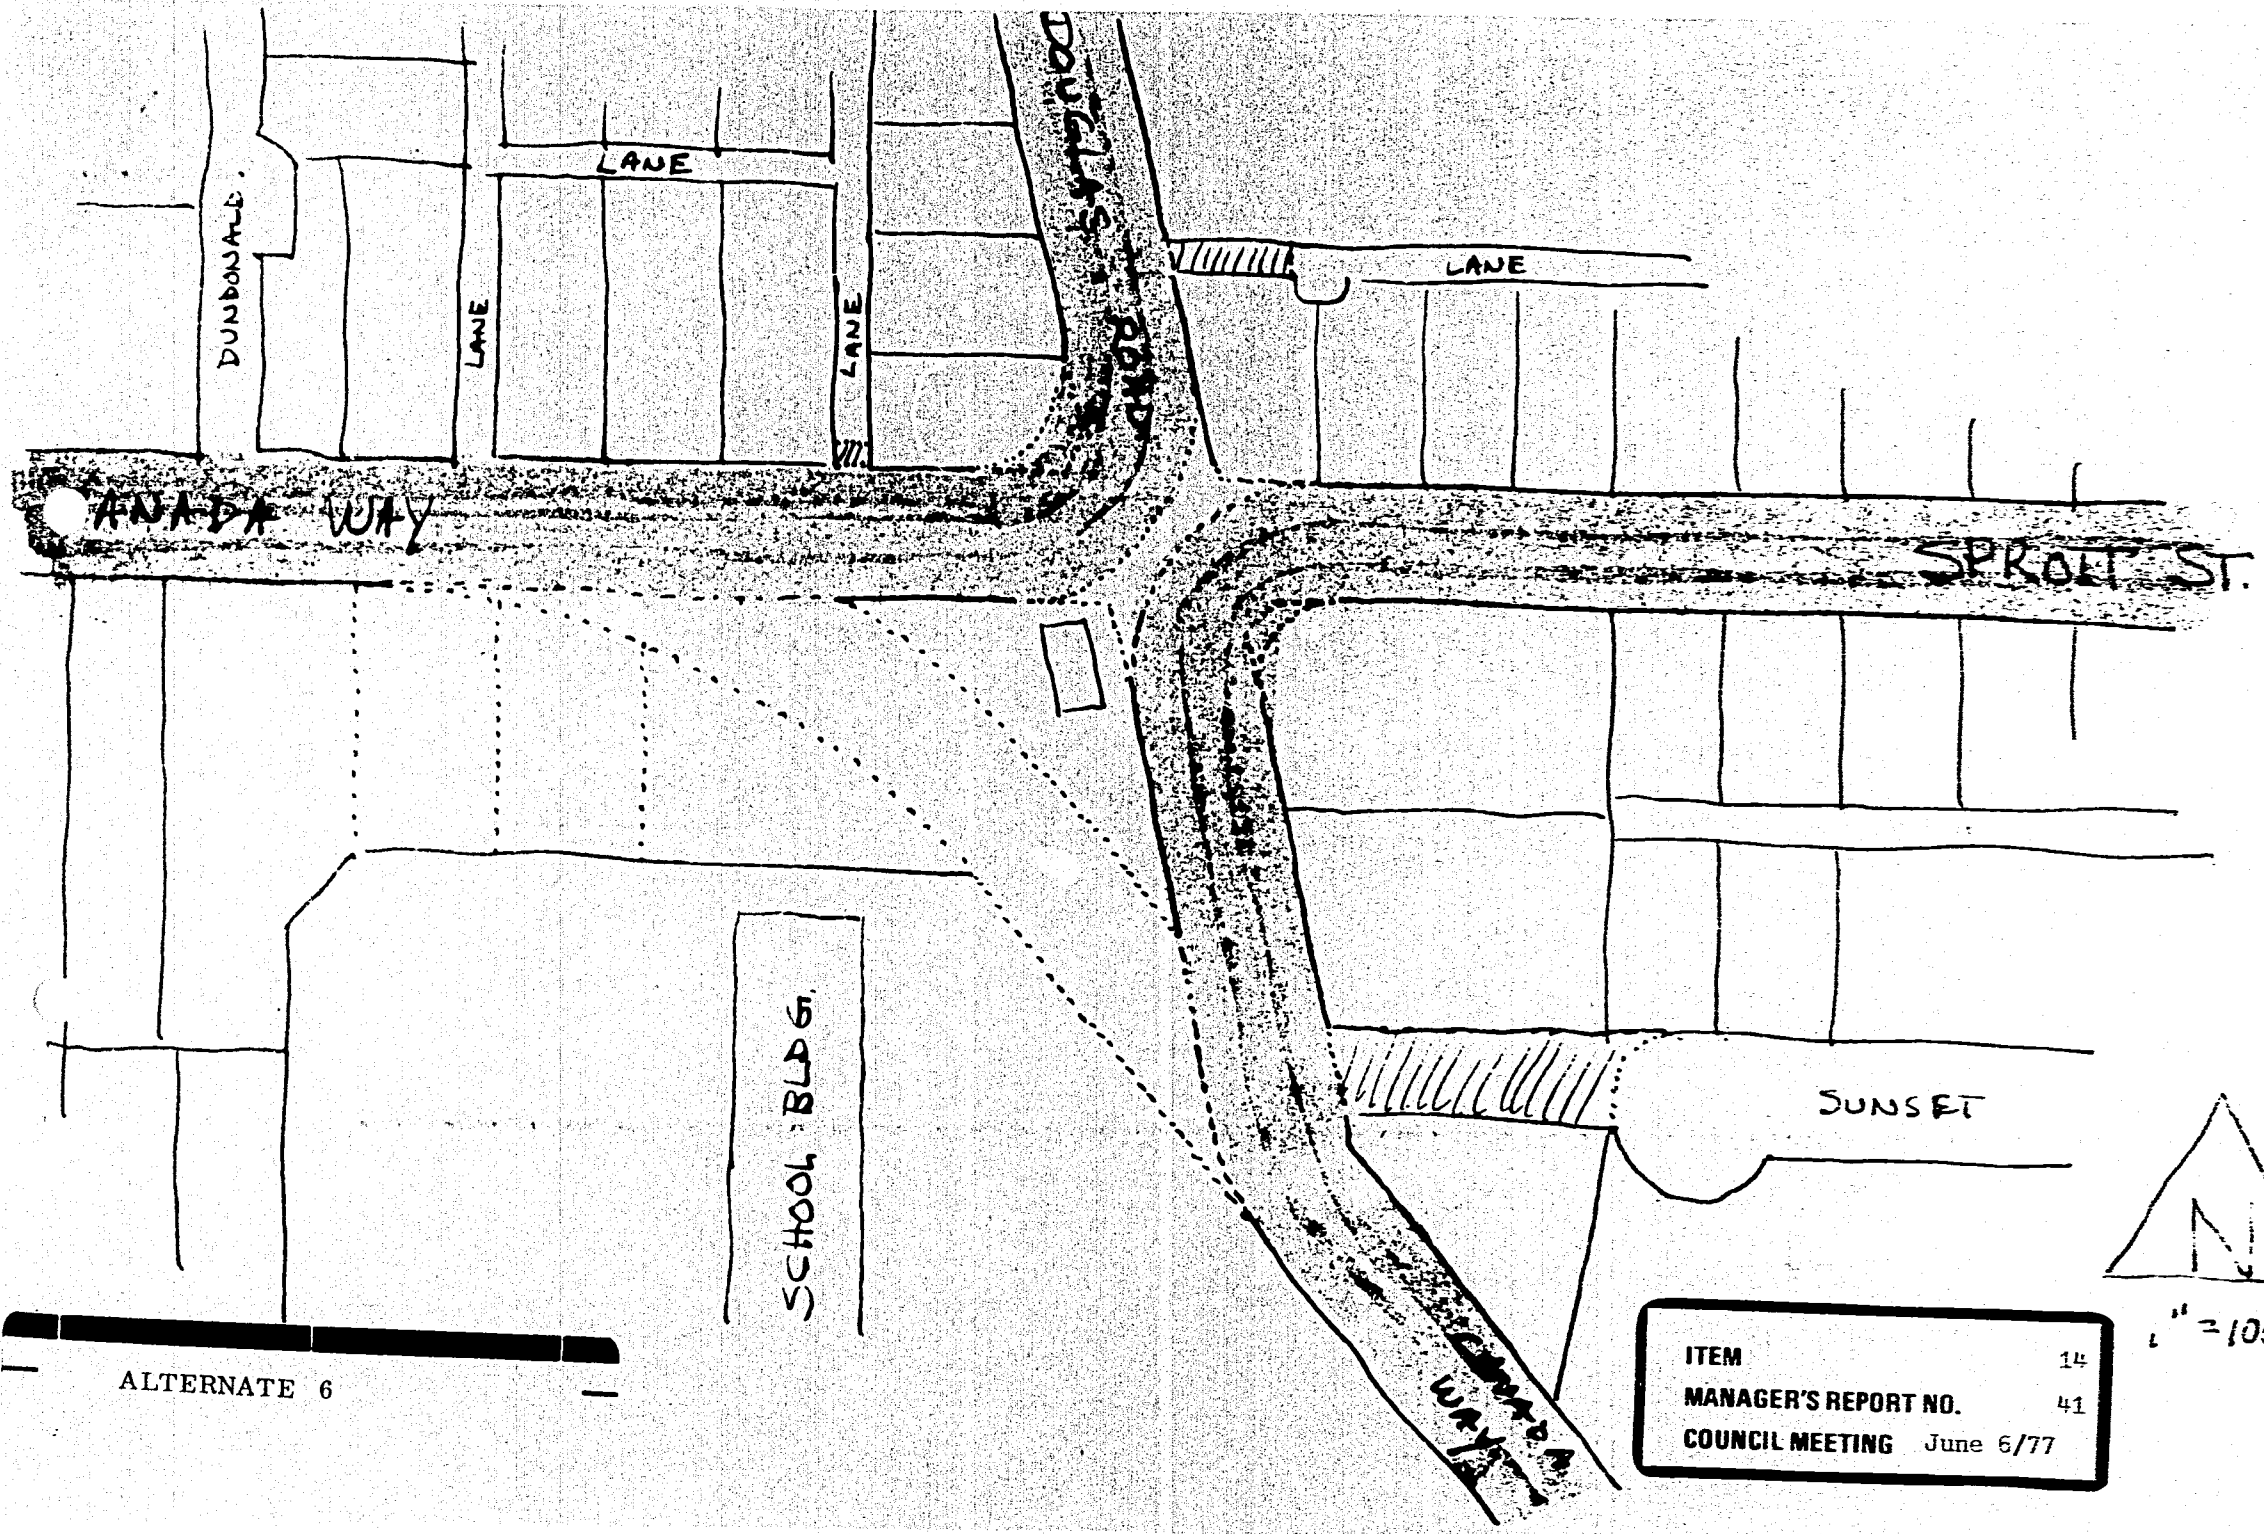 DOUGLAS ROAD
LANE
DUNDONALD.
LANE
LANE
LANE
ANADA WAY
SPROTT ST.
SCHOOL BLDG.
SUNSET
N
CANADA
WAY
ALTERNATE 6
ITEM 14
MANAGER'S REPORT NO. 41
COUNCIL MEETING June 6/77